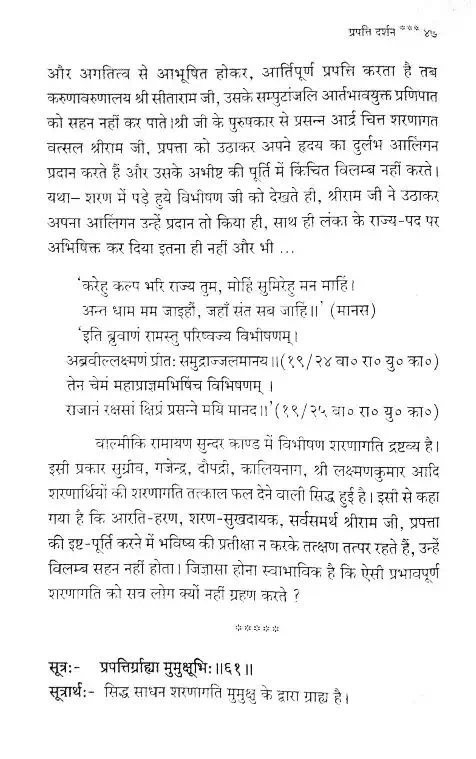 प्रपत्ति दर्शन *** ४५
और अगतित्व से आभूषित होकर, आर्तिपूर्ण प्रपत्ति करता है तब
करुणावरुणालय श्री सीताराम जी, उसके सम्पुटांजलि आर्तभावयुक्त प्रणिपात
को सहन नहीं कर पाते।श्री जी के पुरुषकार से प्रसन्न आर्द्र चित्त शरणागत
वत्सल श्रीराम जी, प्रपत्ता को उठाकर अपने हृदय का दुर्लभ आलिंगन
प्रदान करते हैं और उसके अभीष्ट की पूर्ति में किंचित विलम्ब नहीं करते।
यथा– शरण में पड़े हुये विभीषण जी को देखते ही, श्रीराम जी ने उठाकर
अपना आलिंगन उन्हें प्रदान तो किया ही, साथ ही लंका के राज्य-पद पर
अभिषिक्त कर दिया इतना ही नहीं और भी ...
'करेहु कल्प भरि राज्य तुम, मोहिं सुमिरेहु मन माहिं।
अन्त धाम मम जाइहौं, जहाँ संत सब जाहिं॥' (मानस)
'इति ब्रुवाणं रामस्तु परिष्वज्य विभीषणम्।
अब्रवील्लक्ष्मणं प्रीतः समुद्राज्जलमानय॥(१९/२४ वा० रा० यु० का०)
तेन चेमं महाप्राज्ञमभिषिंच विभिषणम् ।
राजानं रक्षसां क्षिप्रं प्रसन्ने मयि मानद॥'(१९/२५ वा० रा० यु० का०)
वाल्मीकि रामायण सुन्दर काण्ड में विभीषण शरणागति द्रष्टव्य है।
इसी प्रकार सुग्रीव, गजेन्द्र, दौपद्री, कालियनाग, श्री लक्ष्मणकुमार आदि
शरणार्थियों की शरणागति तत्काल फल देने वाली सिद्ध हुई है। इसी से कहा
गया है कि आरति-हरण, शरण-सुखदायक, सर्वसमर्थ श्रीराम जी, प्रपत्ता
की इष्ट-पूर्ति करने में भविष्य की प्रतीक्षा न करके तत्क्षण तत्पर रहते हैं, उन्हें
विलम्ब सहन नहीं होता। जिज्ञासा होना स्वाभाविक है कि ऐसी प्रभावपूर्ण
शरणागति को सब लोग क्यों नहीं ग्रहण करते ?
*****
सूत्र:- प्रपत्तिर्ग्राह्या मुमुक्षूभिः॥६१॥
सूत्रार्थ:- सिद्ध साधन शरणागति मुमुक्षु के द्वारा ग्राह्य है।